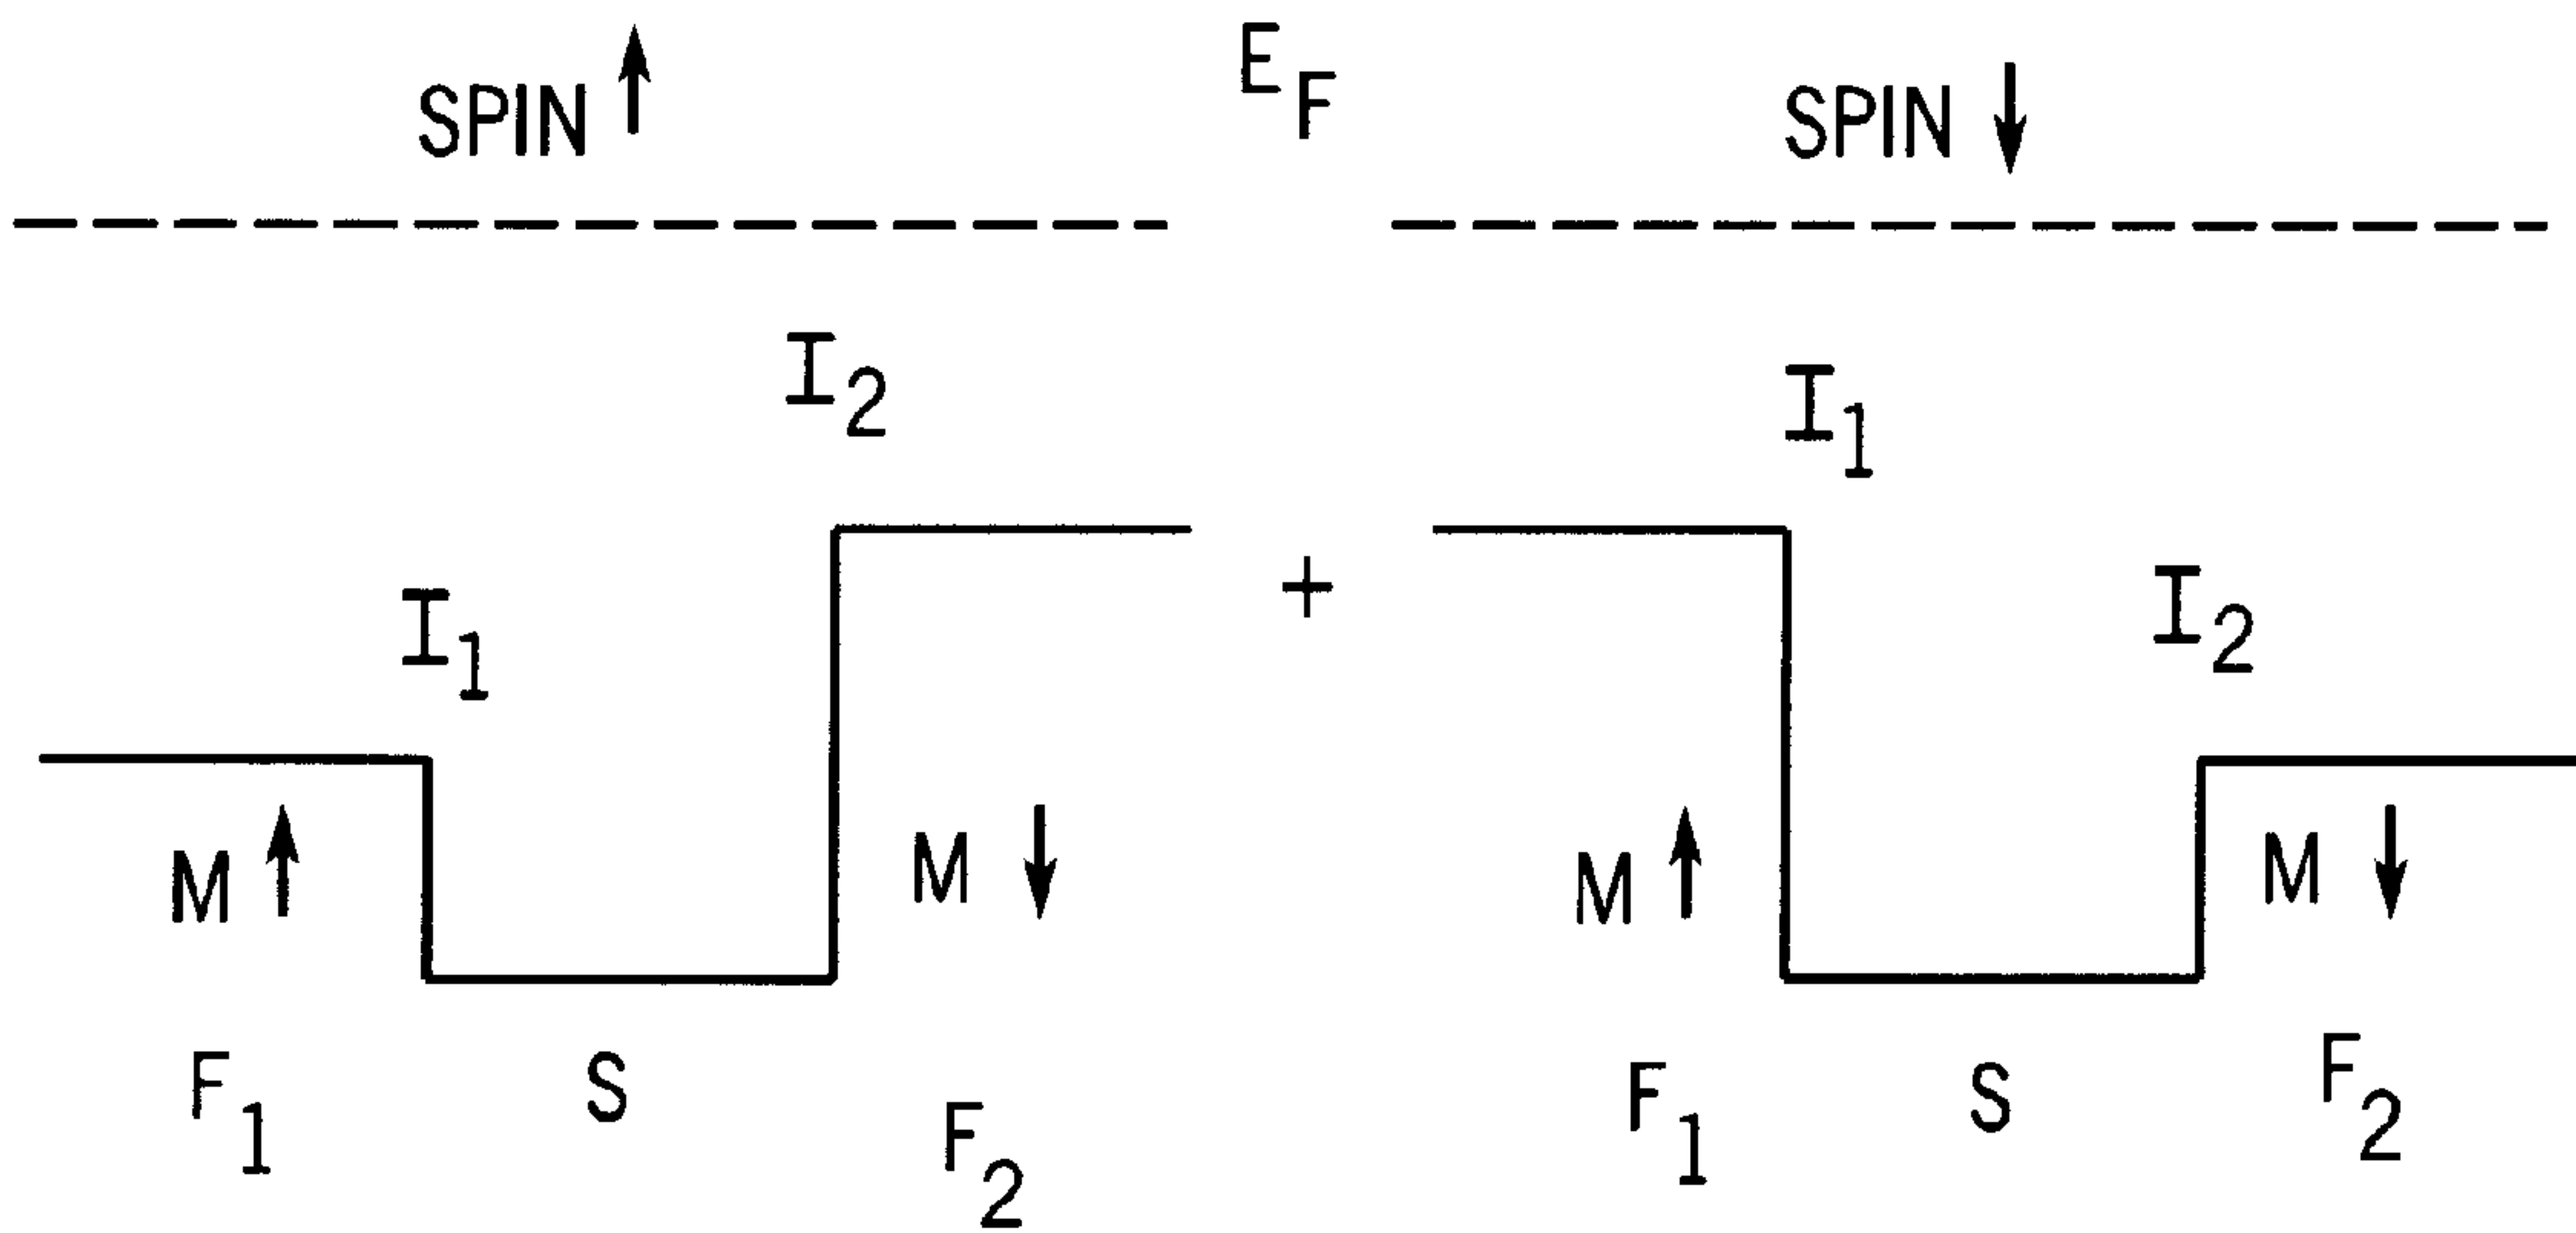 SPIN ↑
E_F
SPIN ↓
I_2
I_1
I_1
+
I_2
M ↑
M ↓
M ↑
M ↓
F_1
S
F_2
F_1
S
F_2